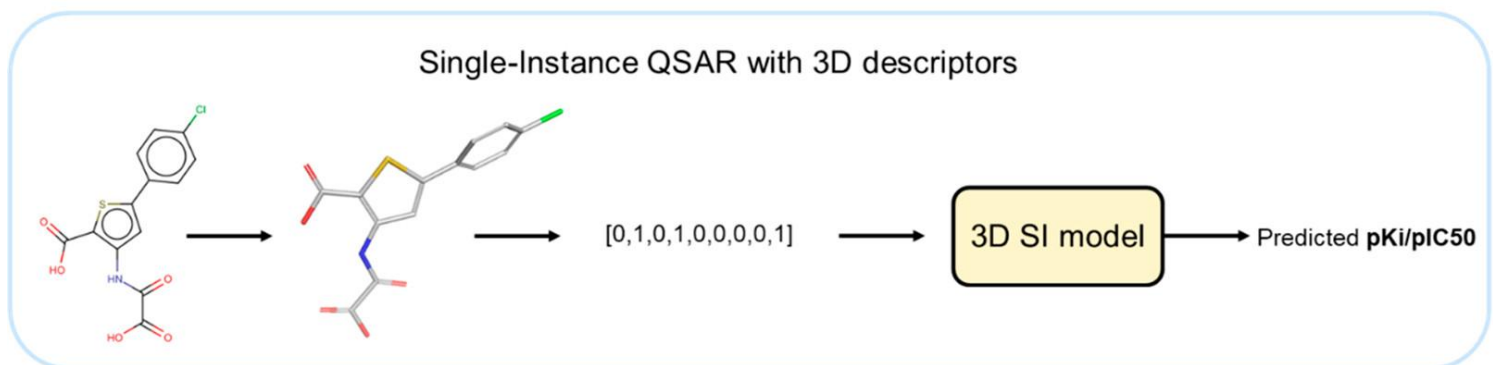 Single-Instance QSAR with 3D descriptors
Cl
S
O
HO
HN
O
HO
O
[0,1,0,1,0,0,0,0,1]
3D SI model
Predicted pKi/pIC50